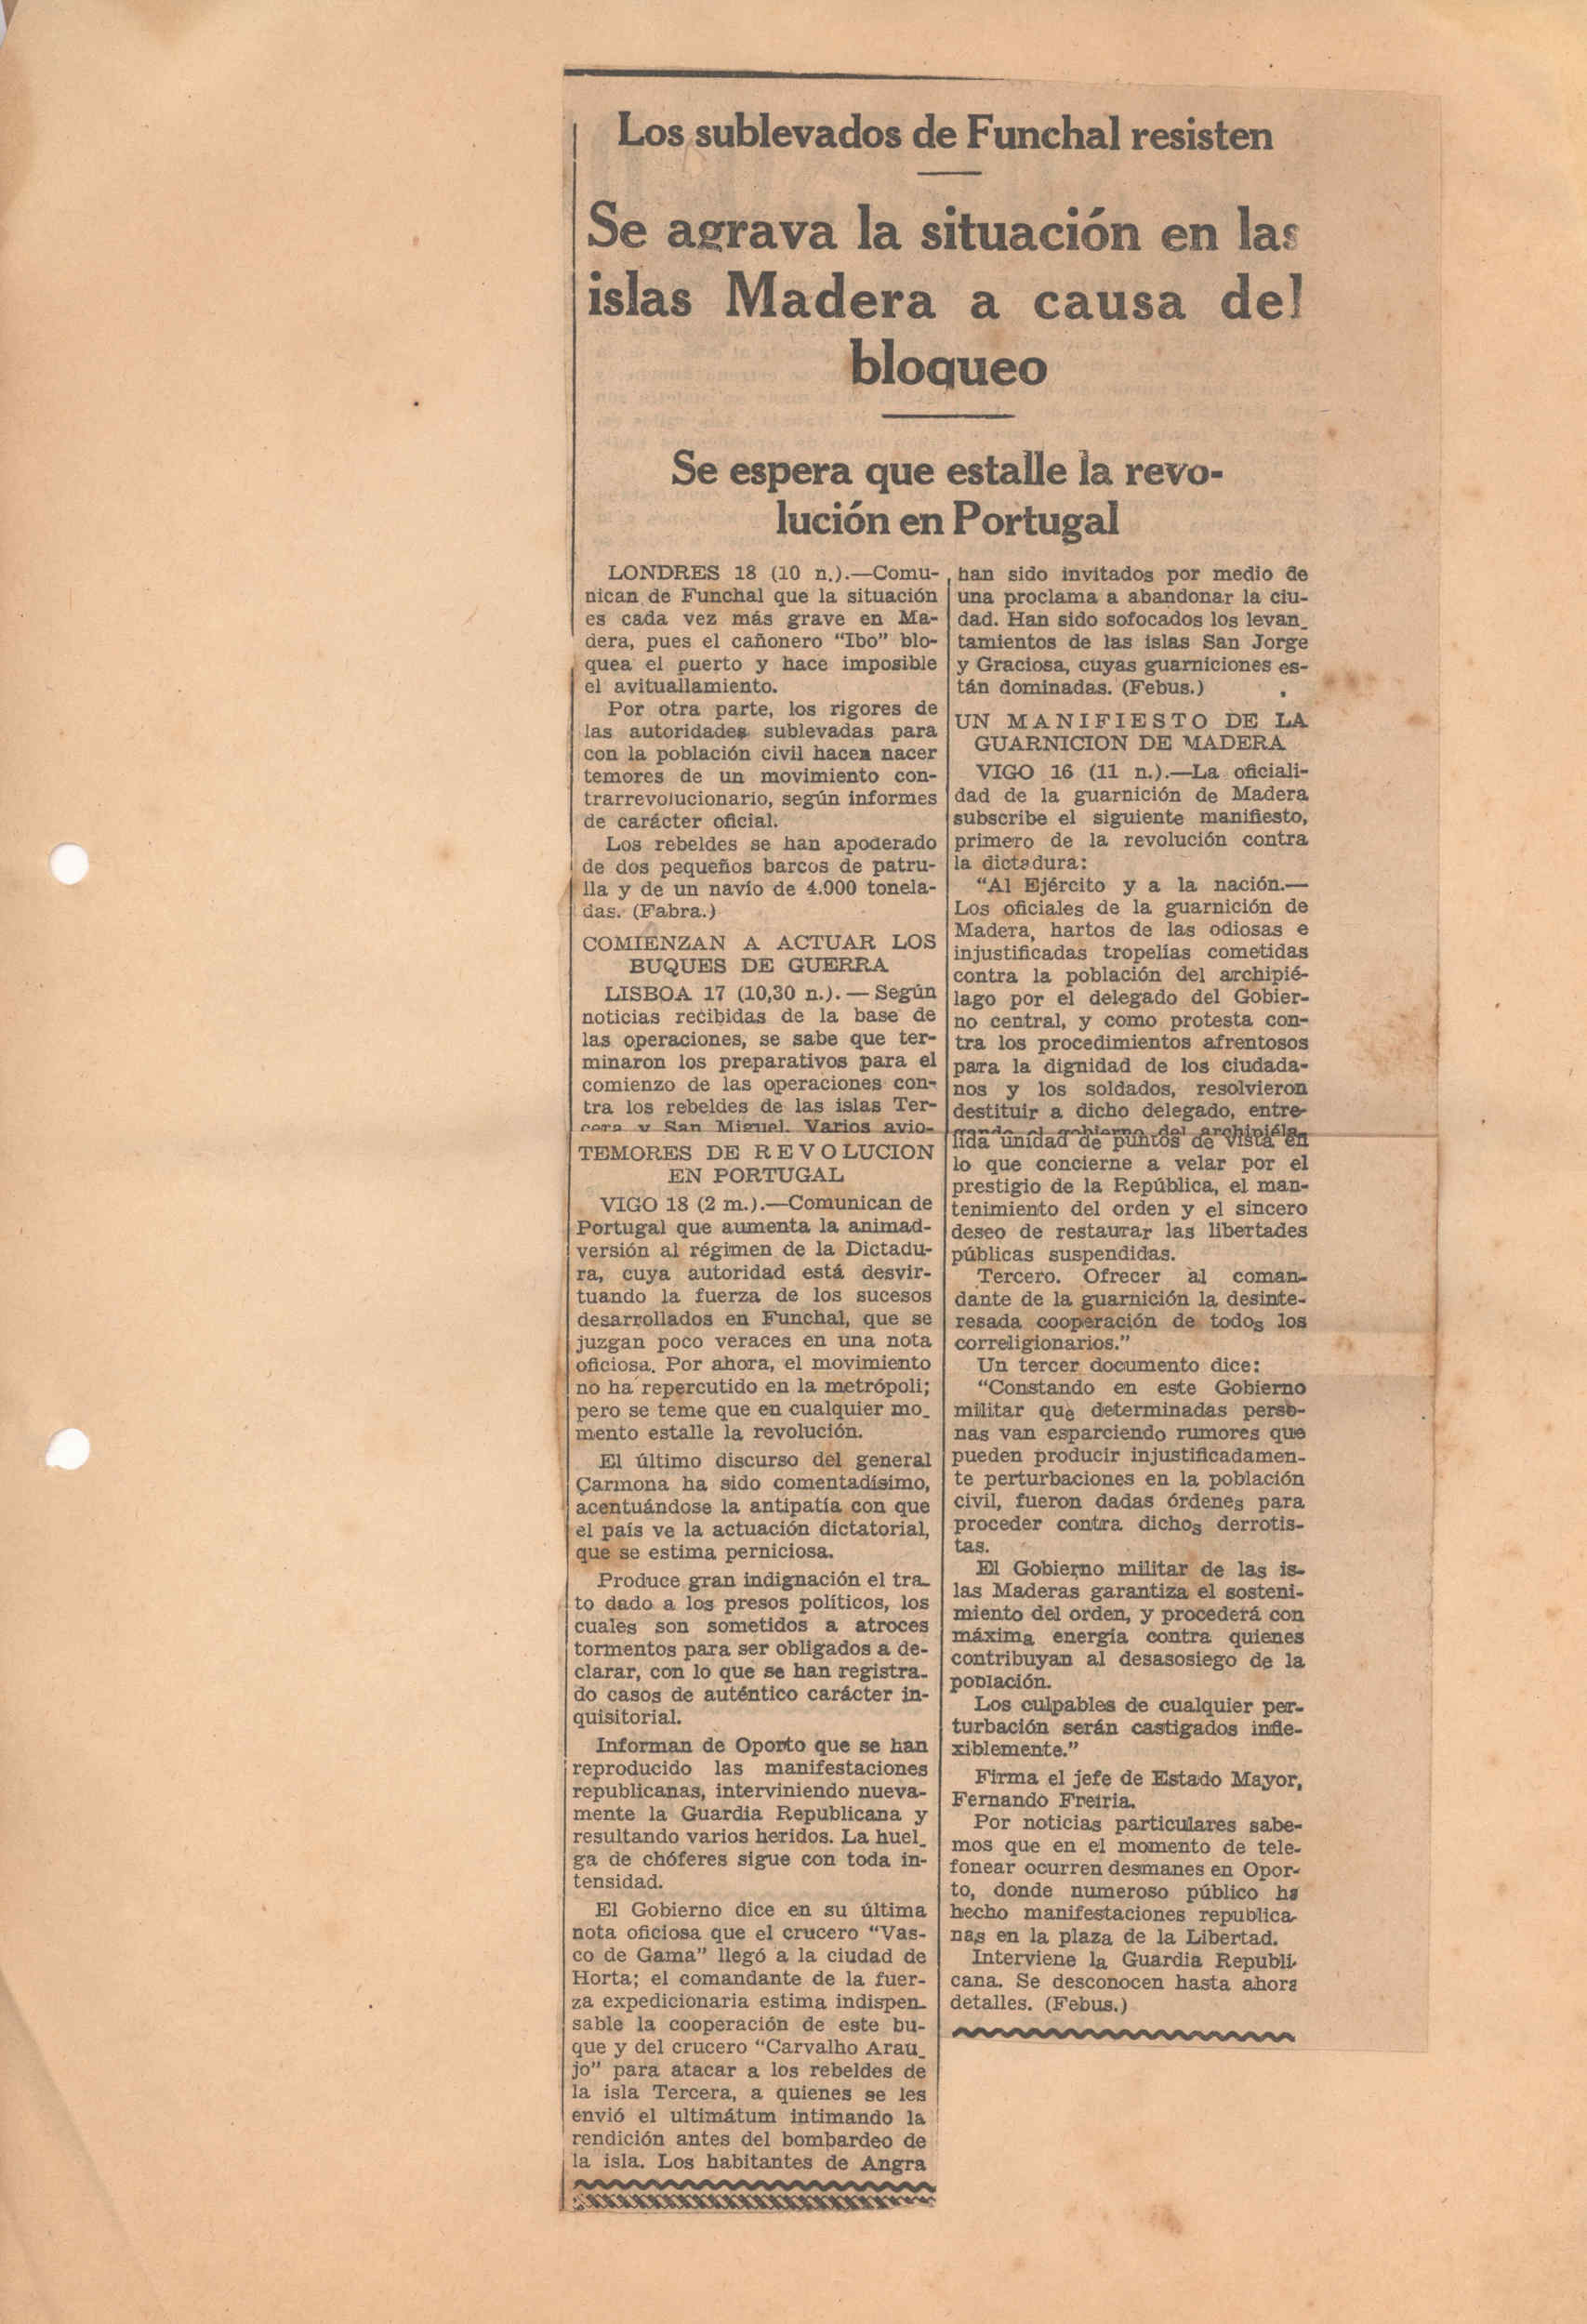 Los sublevados de Funchal resisten
Se agrava la situación en las
islas Madera a causa del
bloqueo
Se espera que estalle la revo-
lución en Portugal
LONDRES 18 (10 n.).—Comu-
nican de Funchal que la situación
es cada vez más grave en Ma-
dera, pues el cañonero "Ibo" blo-
quea el puerto y hace imposible
el avituallamiento.
Por otra parte, los rigores de
las autoridades sublevadas para
con la población civil hacen nacer
temores de un movimiento con-
trarrevolucionario, según informes
de carácter oficial.
Los rebeldes se han apoderado
de dos pequeños barcos de patru-
lla y de un navío de 4.000 tonela-
das. (Fabra.)
COMIENZAN A ACTUAR LOS
BUQUES DE GUERRA
LISBOA 17 (10,30 n.).—Según
noticias recibidas de la base de
las operaciones, se sabe que ter-
minaron los preparativos para el
comienzo de las operaciones con-
tra los rebeldes de las islas Ter-
cera y San Miguel. Varios avio-
TEMORES DE REVOLUCION
EN PORTUGAL
VIGO 18 (2 m.).—Comunican de
Portugal que aumenta la animad-
versión al régimen de la Dictadu-
ra, cuya autoridad está desvir-
tuando la fuerza de los sucesos
desarrollados en Funchal, que se
juzgan poco veraces en una nota
oficiosa. Por ahora, el movimiento
no ha repercutido en la metrópoli;
pero se teme que en cualquier mo-
mento estalle la revolución.
El último discurso del general
Çarmona ha sido comentadísimo,
acentuándose la antipatía con que
el país ve la actuación dictatorial,
que se estima perniciosa.
Produce gran indignación el tra-
to dado a los presos políticos, los
cuales son sometidos a atroces
tormentos para ser obligados a de-
clarar, con lo que se han registra-
do casos de auténtico carácter in-
quisitorial.
Informan de Oporto que se han
reproducido las manifestaciones
republicanas, interviniendo nueva-
mente la Guardia Republicana y
resultando varios heridos. La huel-
ga de chóferes sigue con toda in-
tensidad.
El Gobierno dice en su última
nota oficiosa que el crucero "Vas-
co de Gama" llegó a la ciudad de
Horta; el comandante de la fuer-
za expedicionaria estima indispen-
sable la cooperación de este bu-
que y del crucero "Carvalho Arau-
jo" para atacar a los rebeldes de
la isla Tercera, a quienes se les
envió el ultimátum intimando la
rendición antes del bombardeo de
la isla. Los habitantes de Angra
han sido invitados por medio de
una proclama a abandonar la ciu-
dad. Han sido sofocados los levan-
tamientos de las islas San Jorge
y Graciosa, cuyas guarniciones es-
tán dominadas. (Febus.)
UN MANIFIESTO DE LA
GUARNICION DE MADERA
VIGO 16 (11 n.).—La oficiali-
dad de la guarnición de Madera
subscribe el siguiente manifiesto,
primero de la revolución contra
la dictadura:
"Al Ejército y a la nación.—
Los oficiales de la guarnición de
Madera, hartos de las odiosas e
injustificadas tropelías cometidas
contra la población del archipié-
lago por el delegado del Gobier-
no central, y como protesta con-
tra los procedimientos afrentosos
para la dignidad de los ciudada-
nos y los soldados, resolvieron
destituir a dicho delegado, entre-
gando el gobierno del archipiéla-
lida unidad de puntos de vista en
lo que concierne a velar por el
prestigio de la República, el man-
tenimiento del orden y el sincero
deseo de restaurar las libertades
públicas suspendidas.
Tercero. Ofrecer al coman-
dante de la guarnición la desinte-
resada cooperación de todos los
correligionarios."
Un tercer documento dice:
"Constando en este Gobierno
militar que determinadas perso-
nas van esparciendo rumores que
pueden producir injustificadamen-
te perturbaciones en la población
civil, fueron dadas órdenes para
proceder contra dichos derrotis-
tas.
El Gobierno militar de las is-
las Maderas garantiza el sosteni-
miento del orden, y procederá con
máxima energía contra quienes
contribuyan al desasosiego de la
población.
Los culpables de cualquier per-
turbación serán castigados infle-
xiblemente."
Firma el jefe de Estado Mayor,
Fernando Freiria.
Por noticias particulares sabe-
mos que en el momento de tele-
fonear ocurren desmanes en Opor-
to, donde numeroso público ha
hecho manifestaciones republica-
nas en la plaza de la Libertad.
Interviene la Guardia Republi-
cana. Se desconocen hasta ahora
detalles. (Febus.)